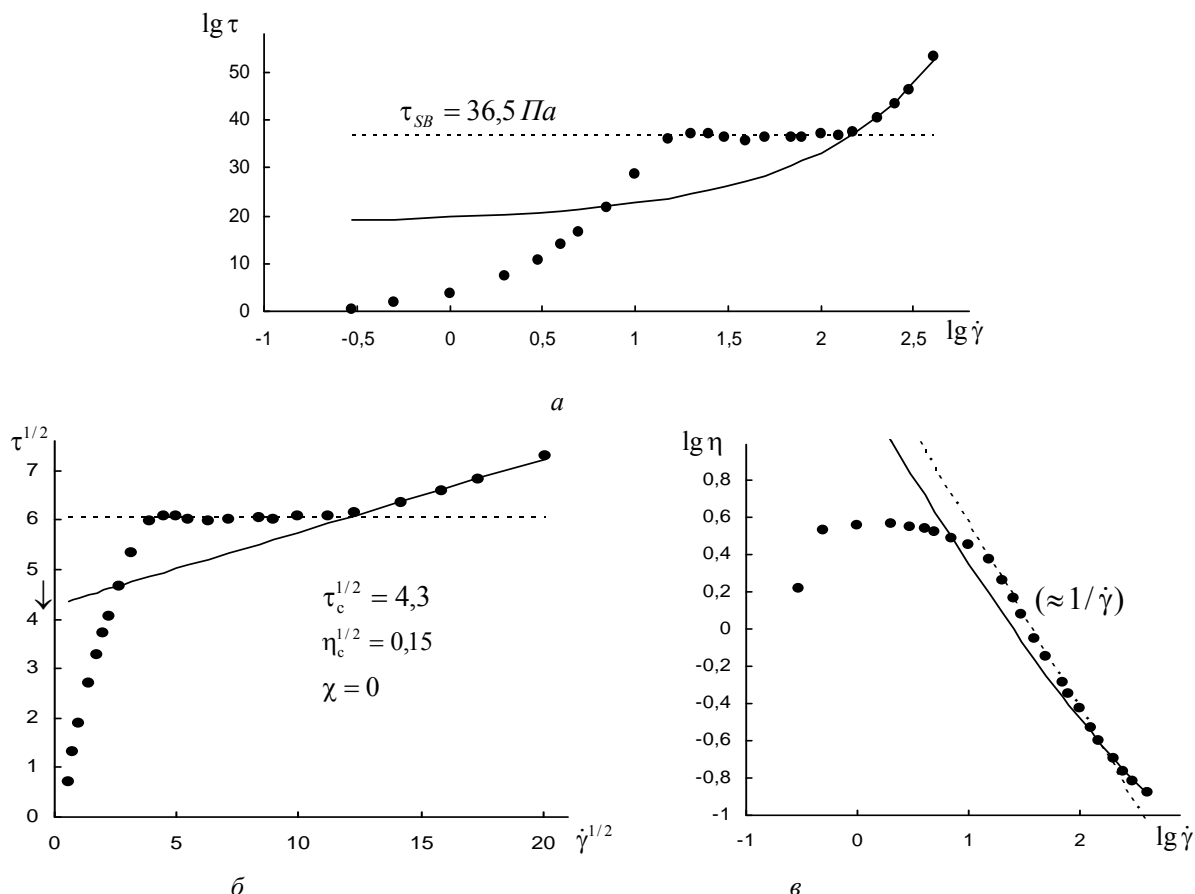 lg τ
50
40
30
20
10
0
τ_SB = 36,5 Па
-1
-0,5
0
0,5
1
1,5
2
2,5
lg γ̇
а
τ^1/2
7
6
5
4
3
2
1
0
τ_c^1/2 = 4,3
η_c^1/2 = 0,15
χ = 0
0
5
10
15
20
γ̇^1/2
б
lg η
0,8
0,6
0,4
0,2
0
-0,2
-0,4
-0,6
-0,8
-1
(≈1/γ̇)
-1
0
1
2
lg γ̇
в